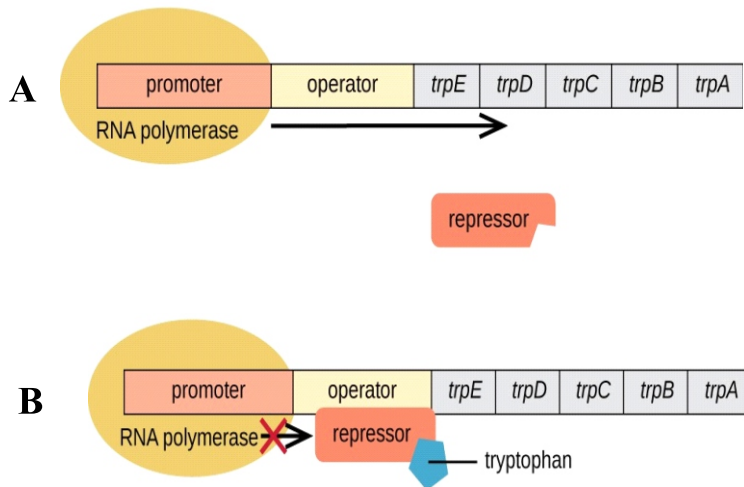 A
promoter operator trpE trpD trpC trpB trpA
RNA polymerase
repressor
B
promoter operator trpE trpD trpC trpB trpA
RNA polymerase
repressor
tryptophan